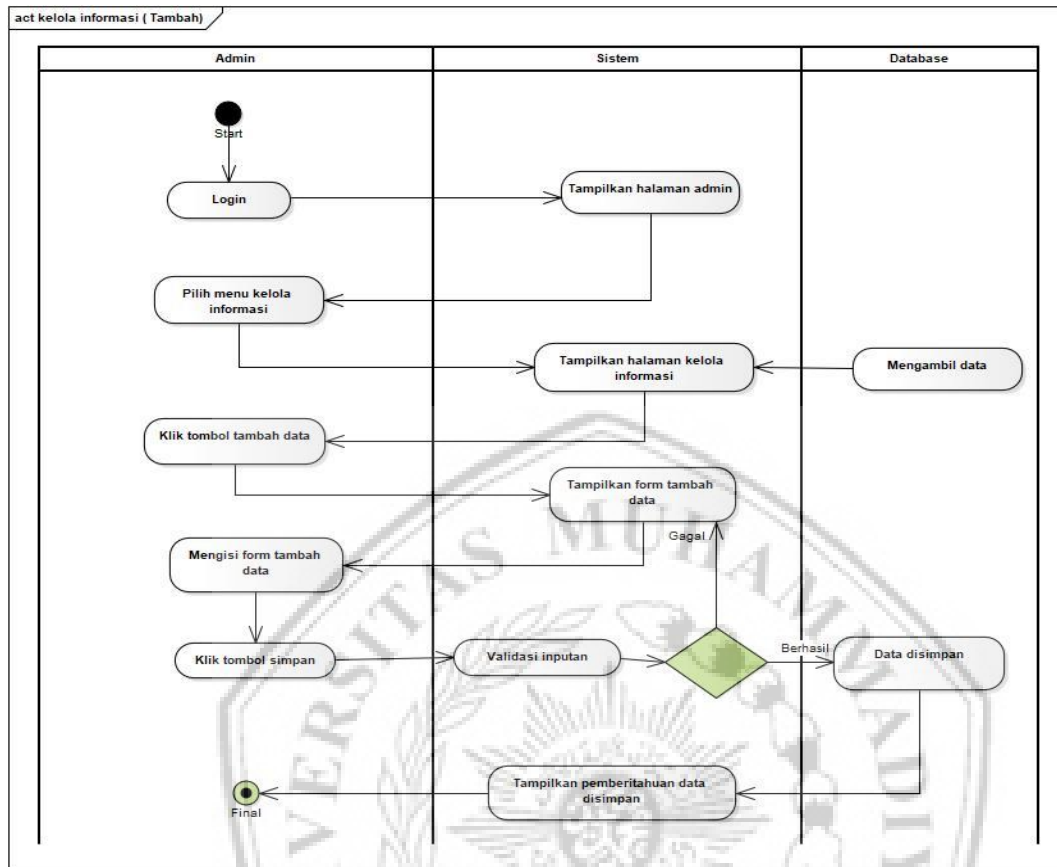 act kelola informasi ( Tambah)
Admin
Sistem
Database
Start
Login
Tampilkan halaman admin
Pilih menu kelola
informasi
Tampilkan halaman kelola
informasi
Mengambil data
Klik tombol tambah data
Tampilkan form tambah
data
Gagal
Mengisi form tambah
data
Klik tombol simpan
Validasi inputan
Berhasil
Data disimpan
Tampilkan pemberitahuan data
disimpan
Final
VERSITAS MUHAMMADI